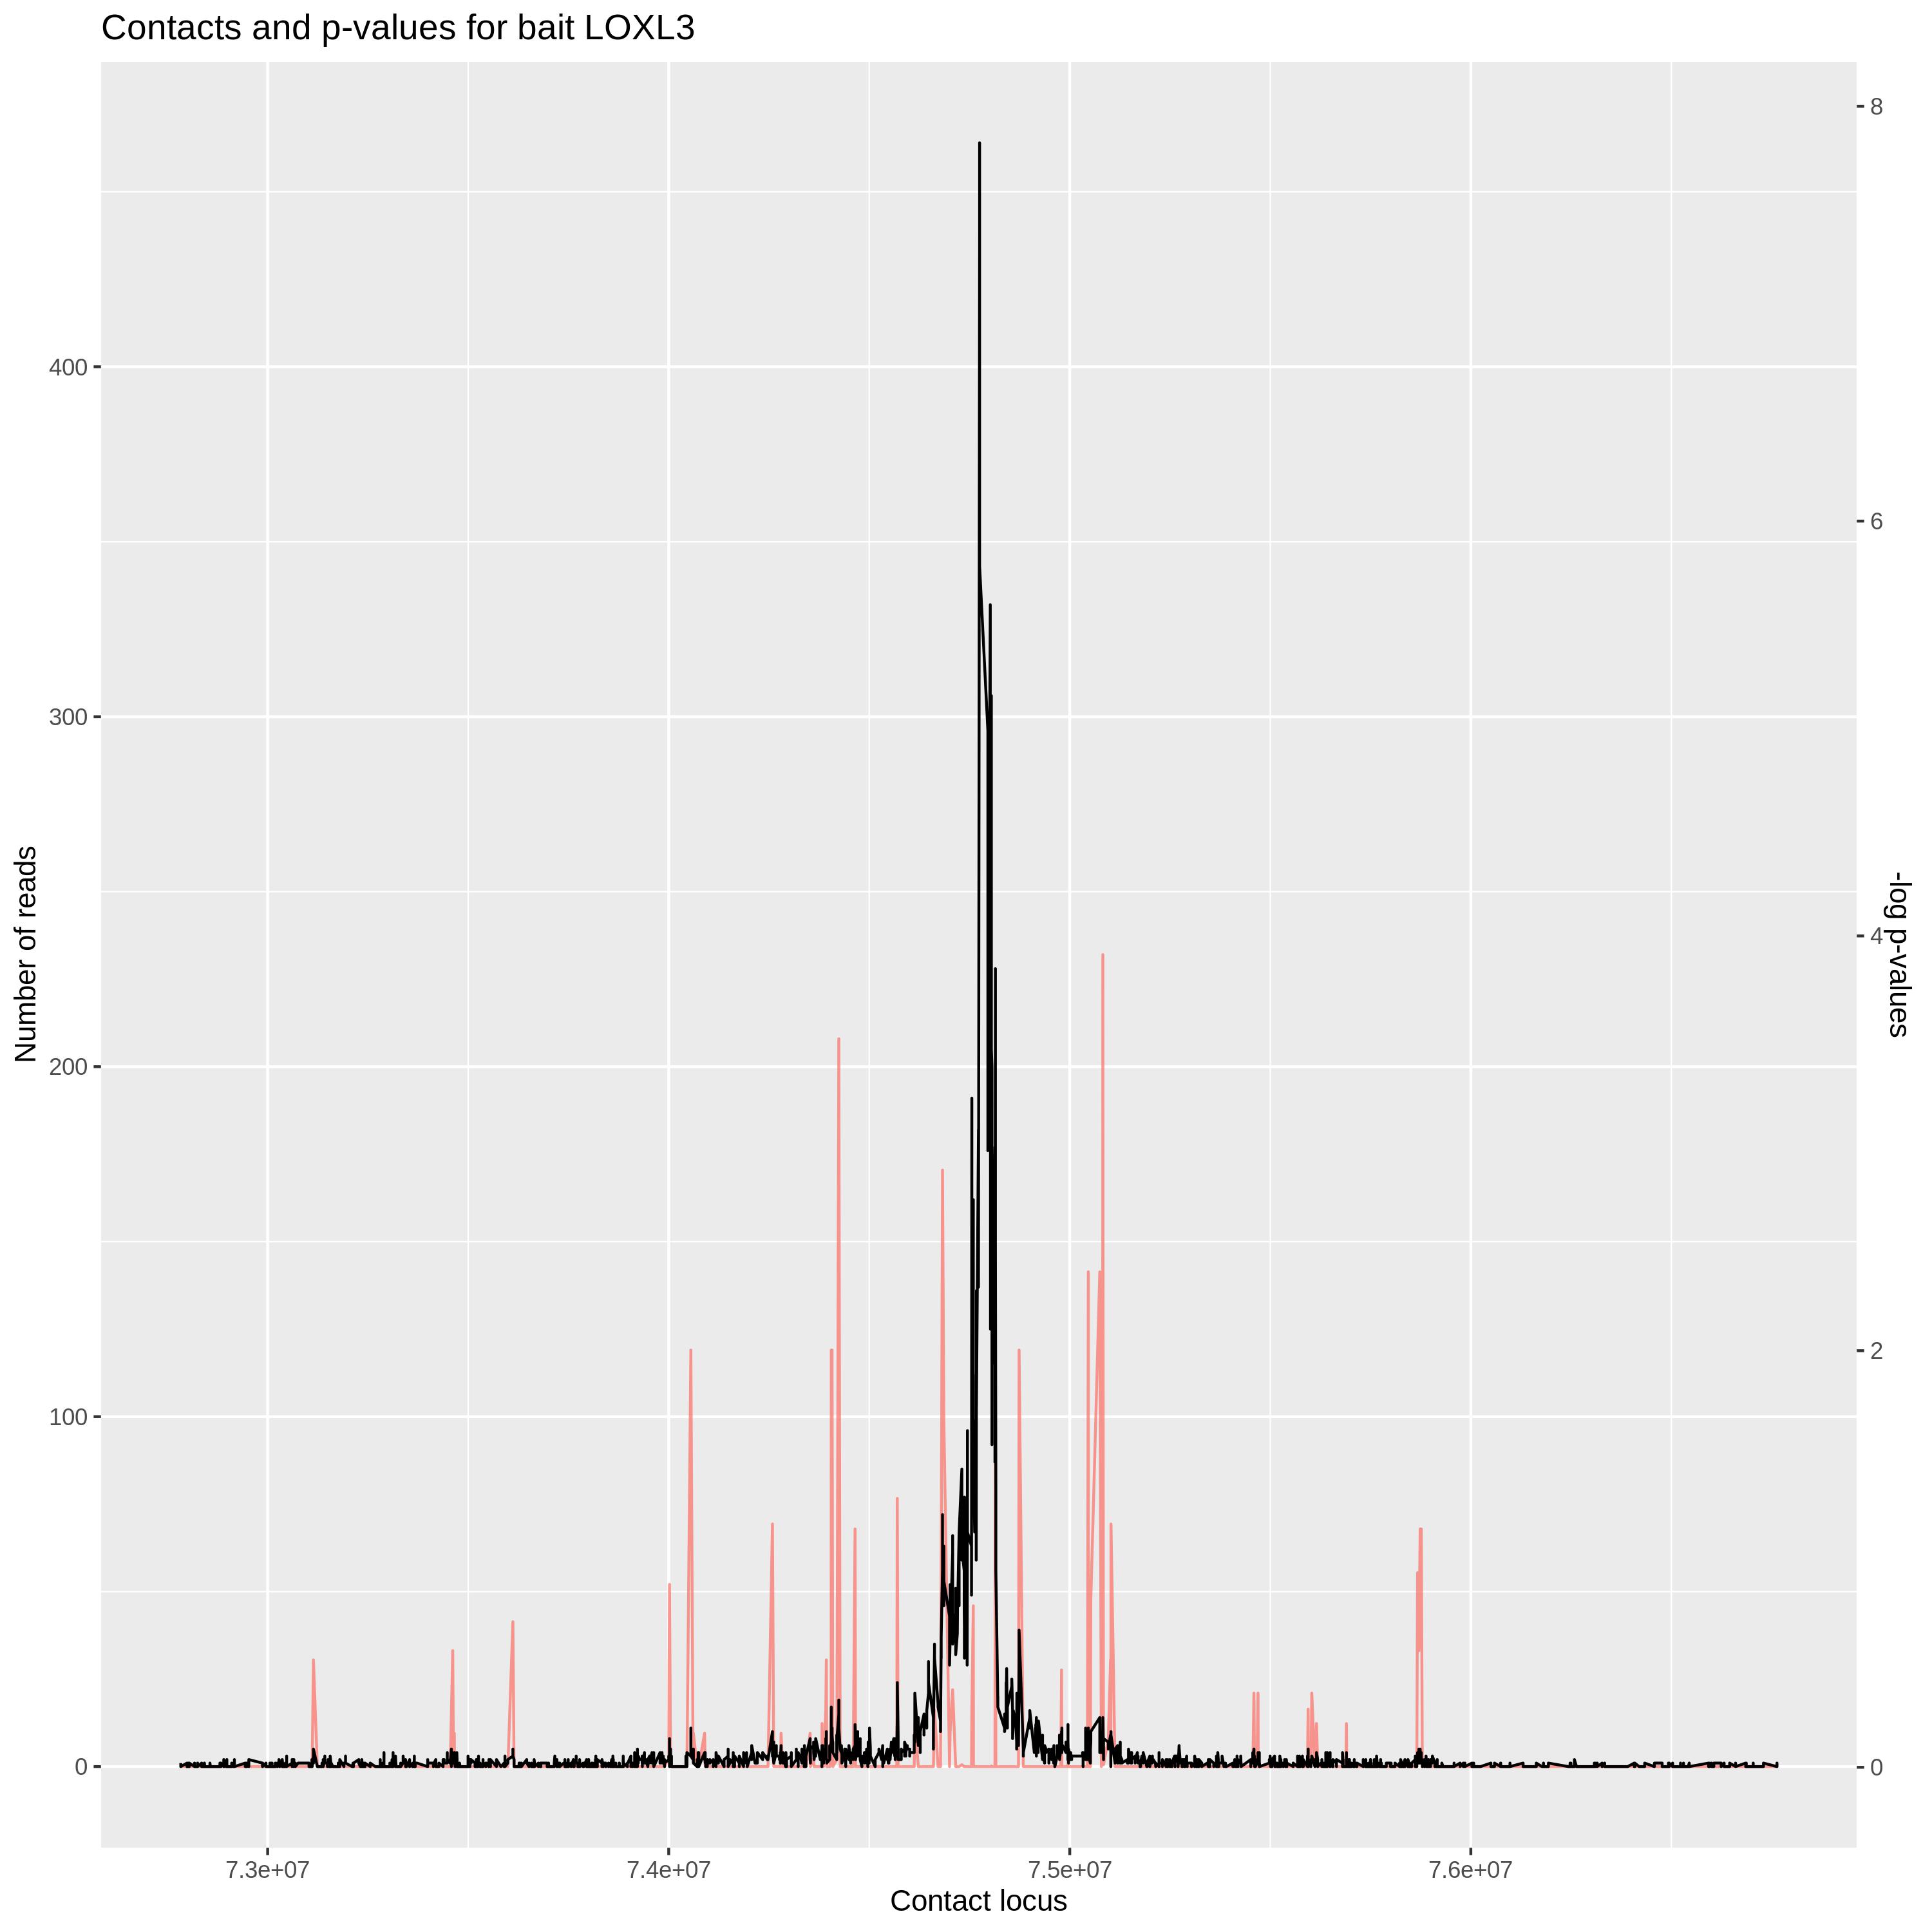 Contacts and p-values for bait LOXL3
8
400
6
300
Number of reads
-log p-values
4
200
2
100
0
0
7.3e+07
7.4e+07
7.5e+07
7.6e+07
Contact locus